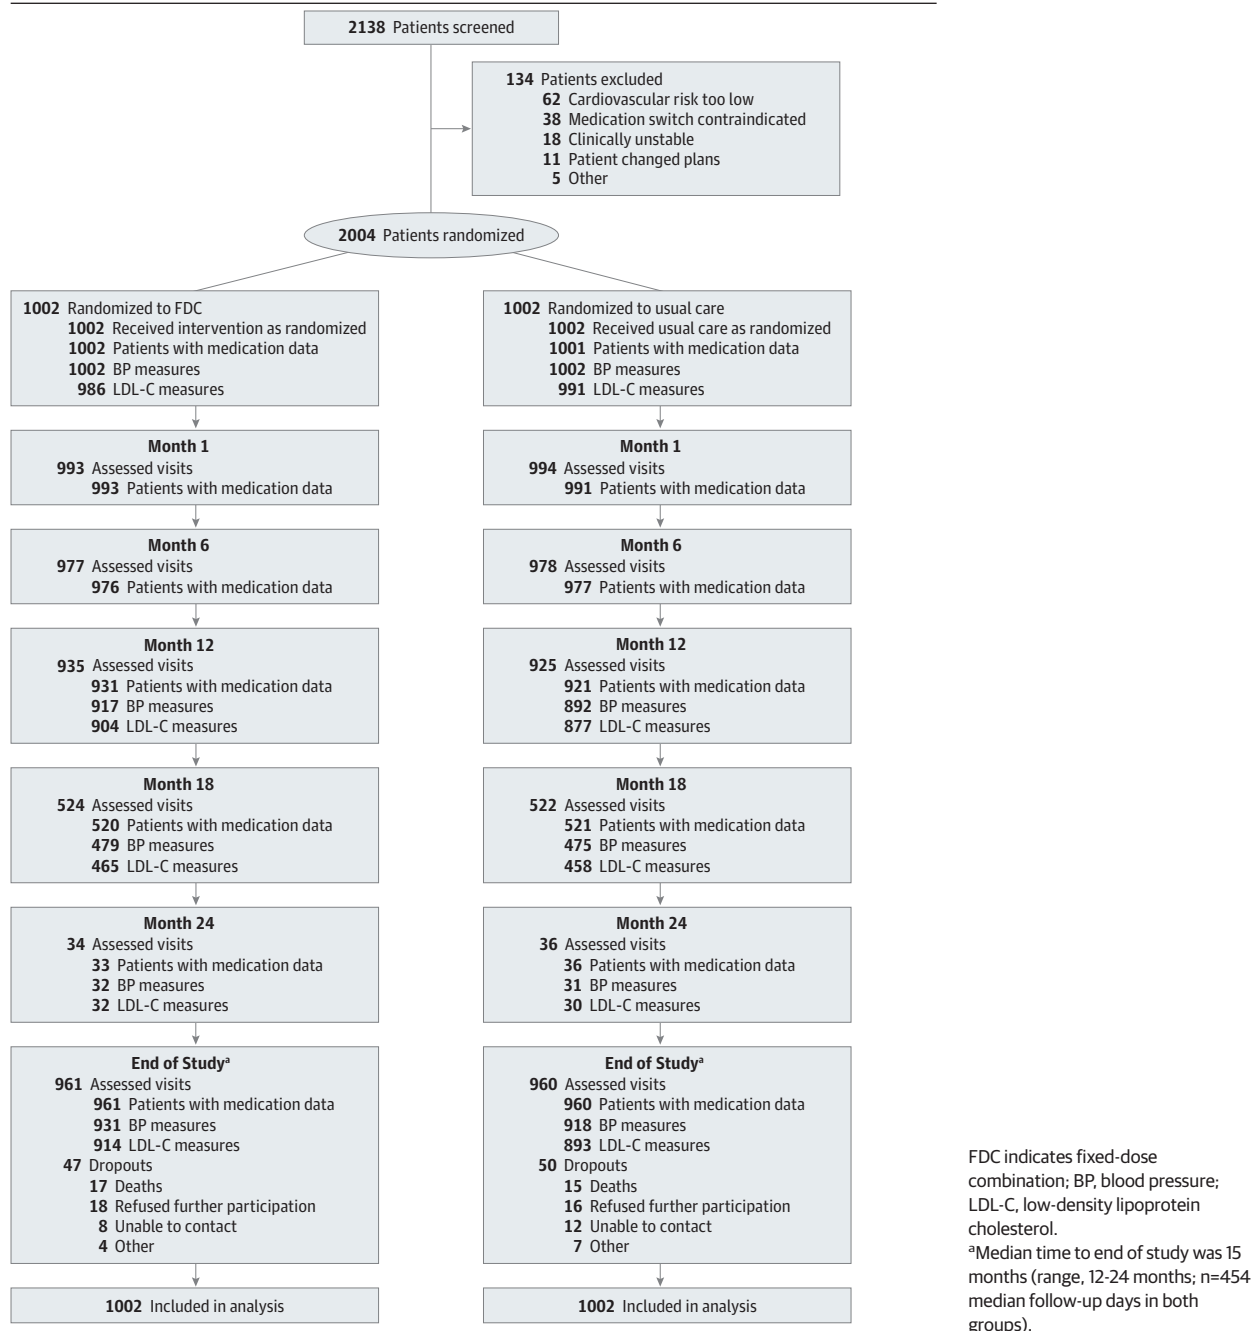 2138 Patients screened
134 Patients excluded
62 Cardiovascular risk too low
38 Medication switch contraindicated
18 Clinically unstable
11 Patient changed plans
5 Other
2004 Patients randomized
1002 Randomized to FDC
1002 Received intervention as randomized
1002 Patients with medication data
1002 BP measures
986 LDL-C measures
Month 1
993 Assessed visits
993 Patients with medication data
Month 6
977 Assessed visits
976 Patients with medication data
Month 12
935 Assessed visits
931 Patients with medication data
917 BP measures
904 LDL-C measures
Month 18
524 Assessed visits
520 Patients with medication data
479 BP measures
465 LDL-C measures
Month 24
34 Assessed visits
33 Patients with medication data
32 BP measures
32 LDL-C measures
End of Studyᵃ
961 Assessed visits
961 Patients with medication data
931 BP measures
914 LDL-C measures
47 Dropouts
17 Deaths
18 Refused further participation
8 Unable to contact
4 Other
1002 Included in analysis
1002 Randomized to usual care
1002 Received usual care as randomized
1001 Patients with medication data
1002 BP measures
991 LDL-C measures
Month 1
994 Assessed visits
991 Patients with medication data
Month 6
978 Assessed visits
977 Patients with medication data
Month 12
925 Assessed visits
921 Patients with medication data
892 BP measures
877 LDL-C measures
Month 18
522 Assessed visits
521 Patients with medication data
475 BP measures
458 LDL-C measures
Month 24
36 Assessed visits
36 Patients with medication data
31 BP measures
30 LDL-C measures
End of Studyᵃ
960 Assessed visits
960 Patients with medication data
918 BP measures
893 LDL-C measures
50 Dropouts
15 Deaths
16 Refused further participation
12 Unable to contact
7 Other
1002 Included in analysis
FDC indicates fixed-dose
combination; BP, blood pressure;
LDL-C, low-density lipoprotein
cholesterol.
ᵃMedian time to end of study was 15
months (range, 12-24 months; n=454
median follow-up days in both
groups).